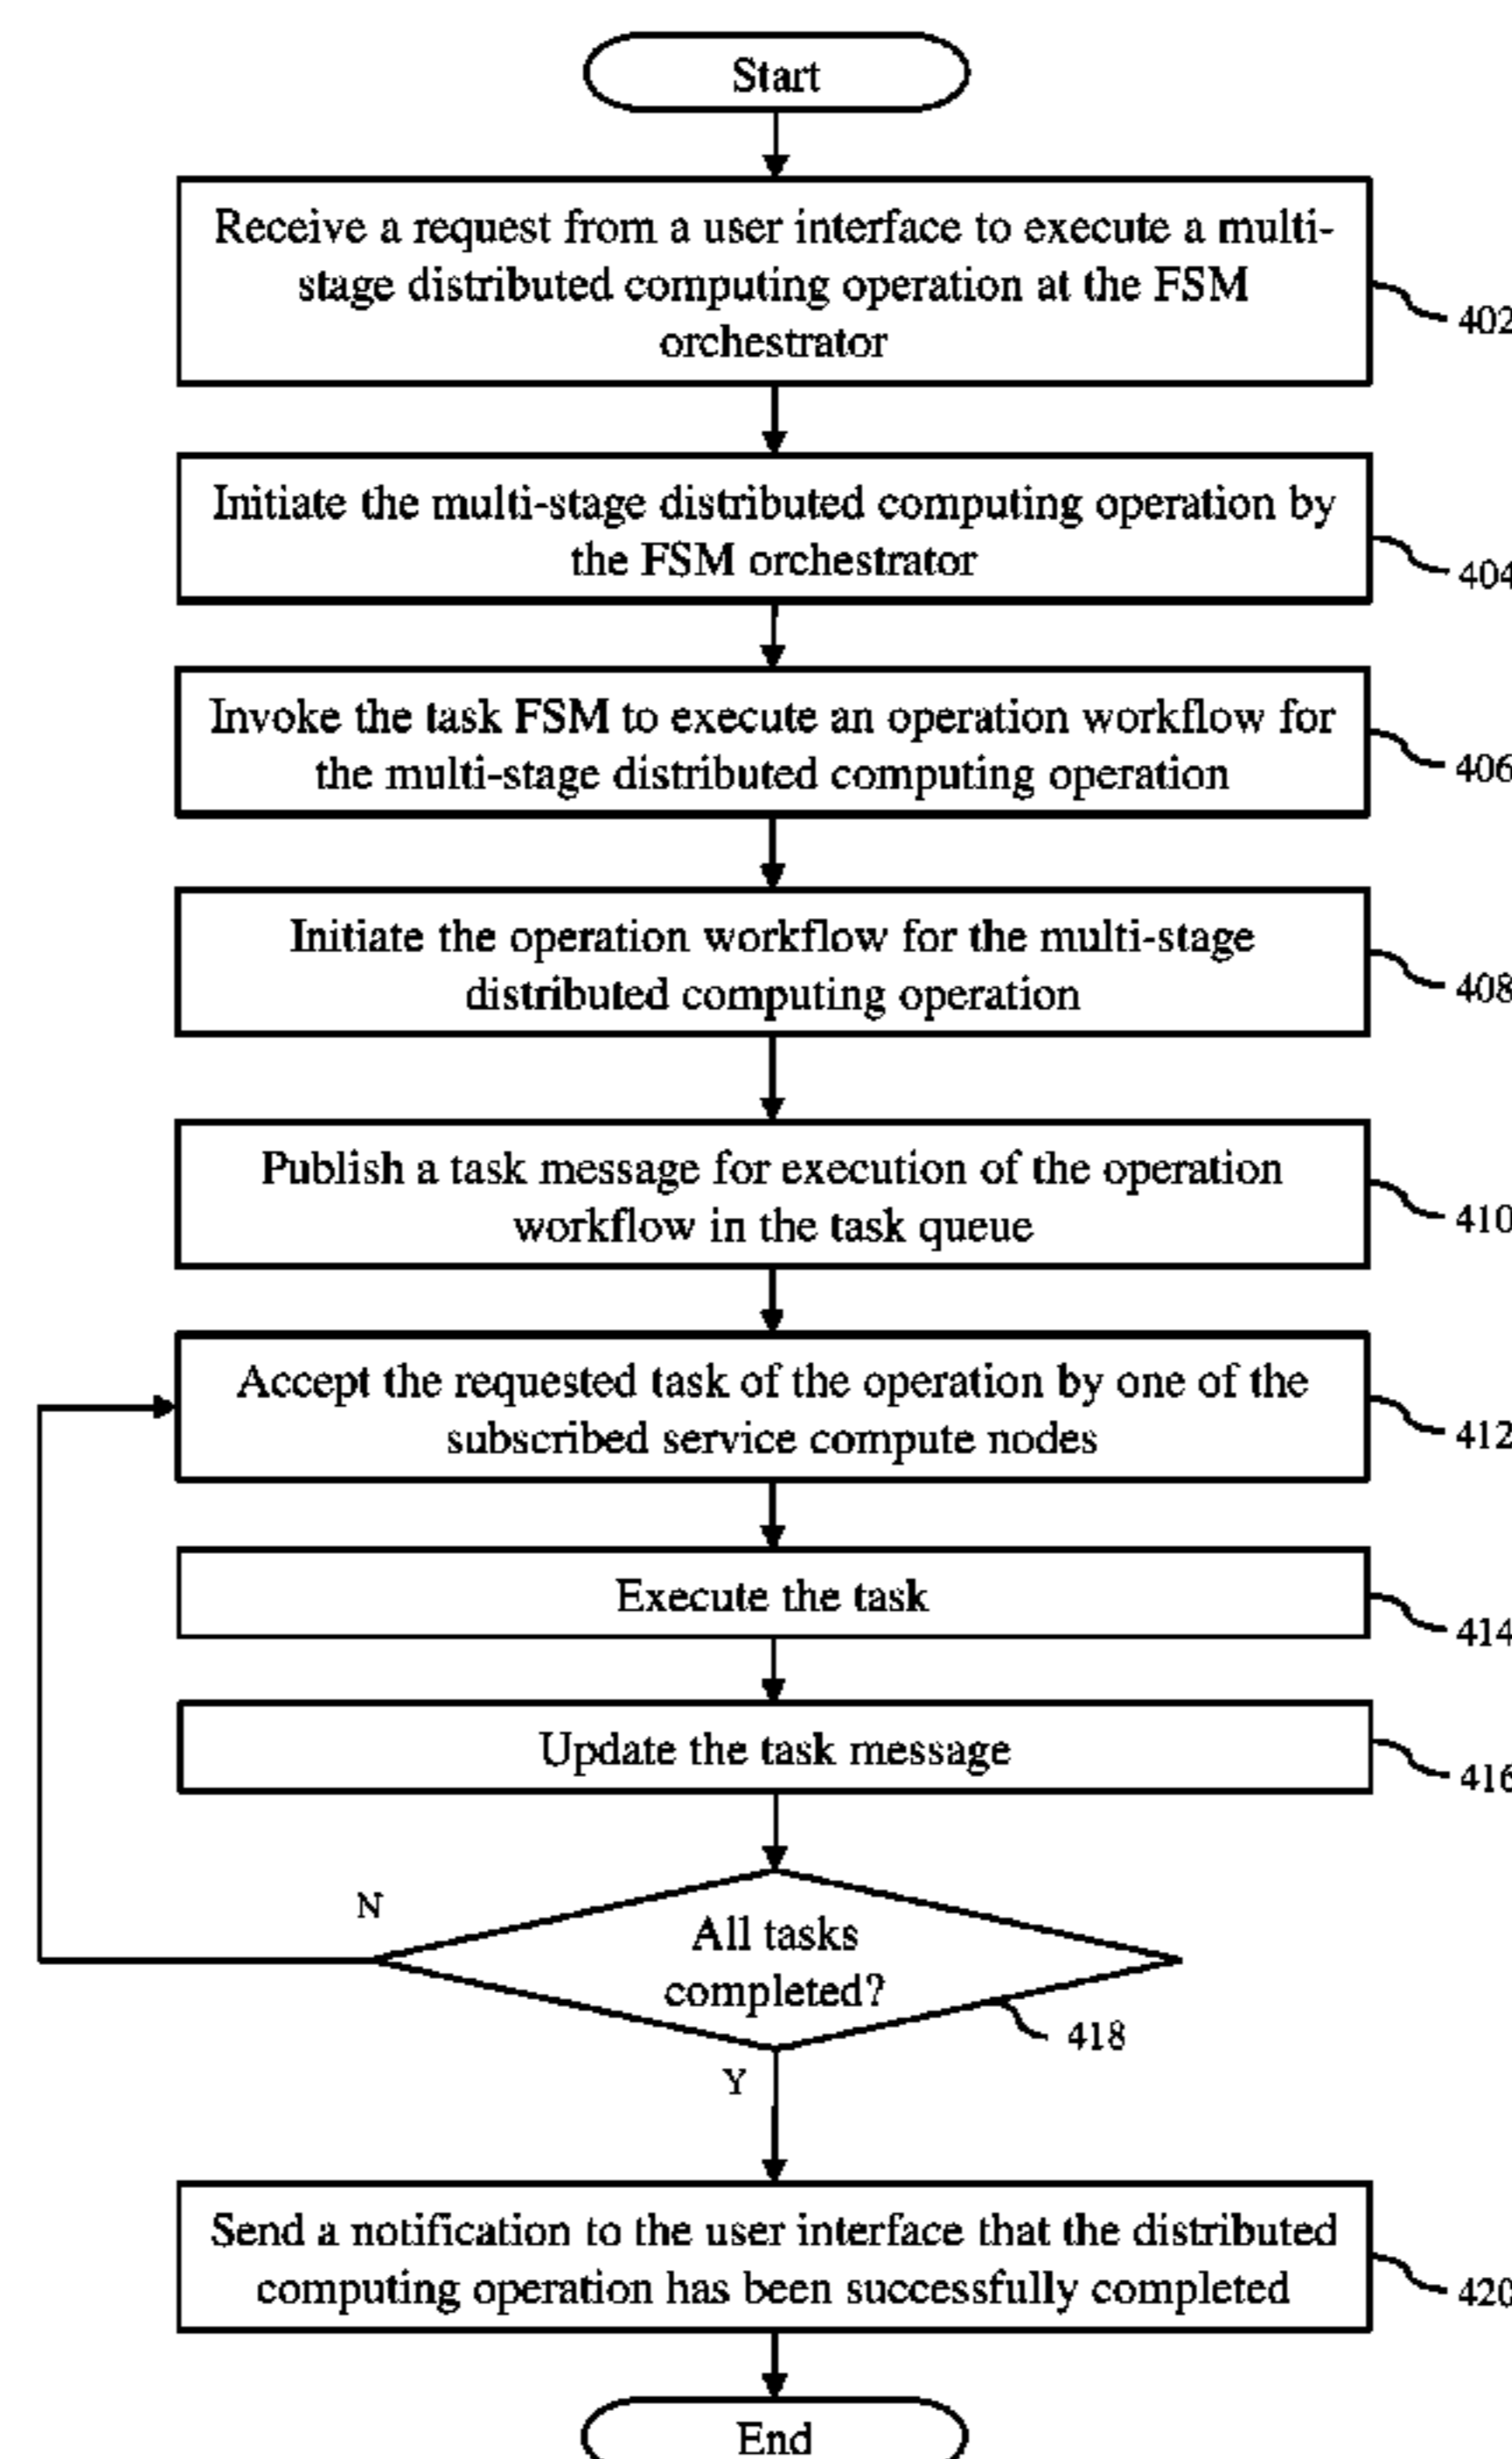 Start
Receive a request from a user interface to execute a multi-
stage distributed computing operation at the FSM
orchestrator
402
Initiate the multi-stage distributed computing operation by
the FSM orchestrator
404
Invoke the task FSM to execute an operation workflow for
the multi-stage distributed computing operation
406
Initiate the operation workflow for the multi-stage
distributed computing operation
408
Publish a task message for execution of the operation
workflow in the task queue
410
Accept the requested task of the operation by one of the
subscribed service compute nodes
412
Execute the task
414
Update the task message
416
N
All tasks
completed?
418
Y
Send a notification to the user interface that the distributed
computing operation has been successfully completed
420
End